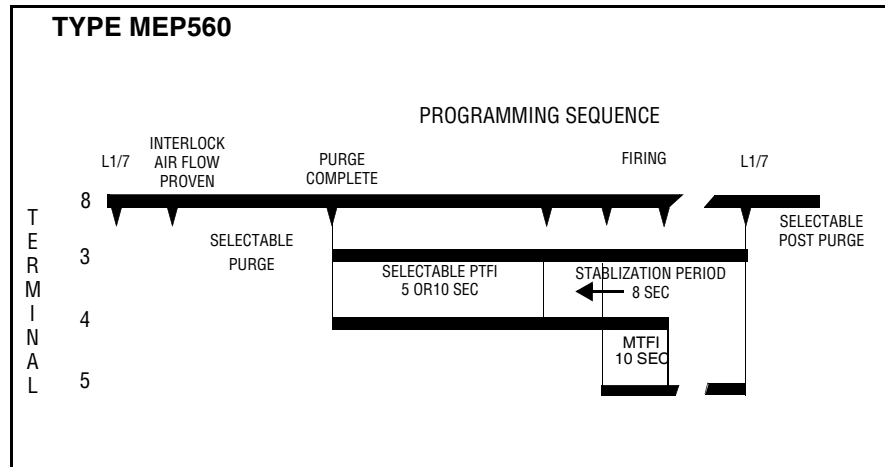 TYPE MEP560
PROGRAMMING SEQUENCE
L1/7
INTERLOCK
AIR FLOW
PROVEN
PURGE
COMPLETE
FIRING
L1/7
TERMINAL
8
SELECTABLE
POST PURGE
SELECTABLE
PURGE
3
SELECTABLE PTFI
5 OR10 SEC
STABLIZATION PERIOD
8 SEC
4
MTFI
10 SEC
5